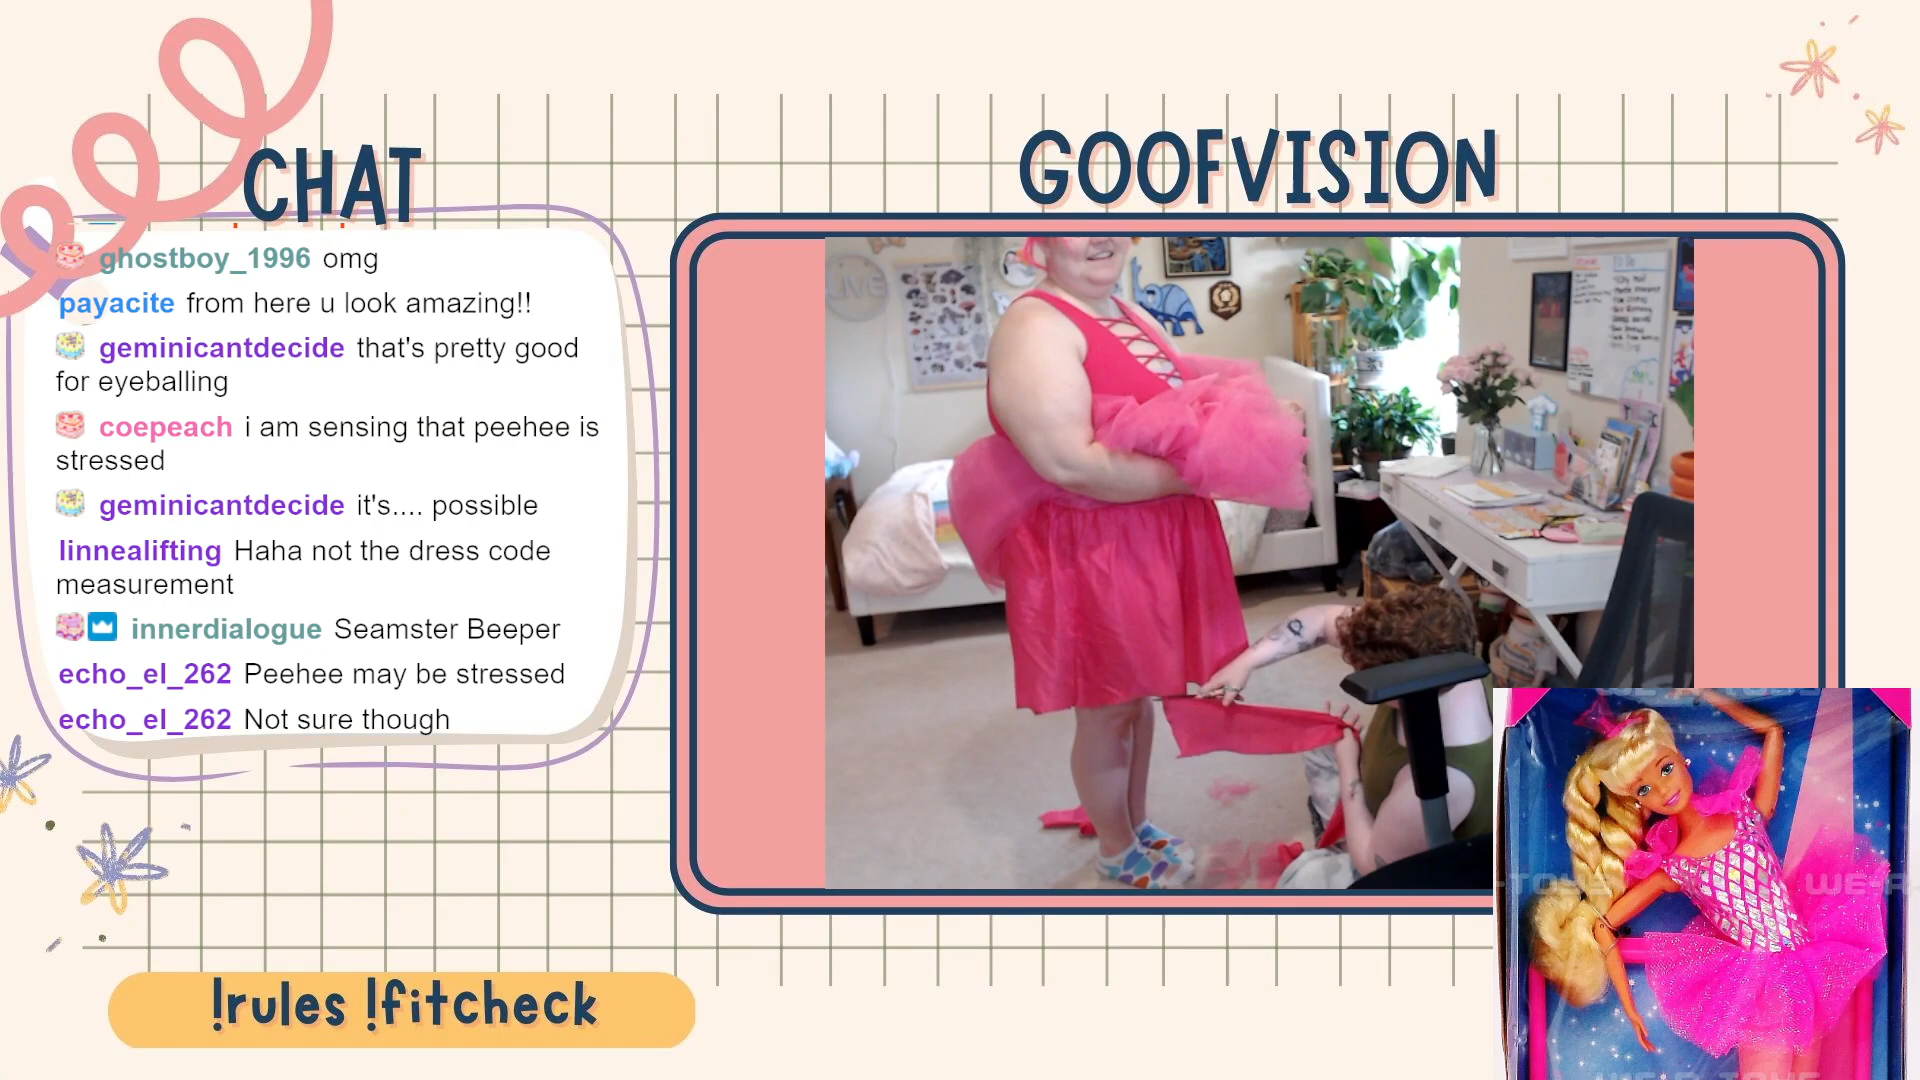 CHAT
GOOFVISION
ghostboy_1996 omg
payacite from here u look amazing!!
geminicantdecide that's pretty good
for eyeballing
coepeach i am sensing that peehee is
stressed
geminicantdecide it's.... possible
linnealifting Haha not the dress code
measurement
innerdialogue Seamster Beeper
echo_el_262 Peehee may be stressed
echo_el_262 Not sure though
!rules !fitcheck
LIVE